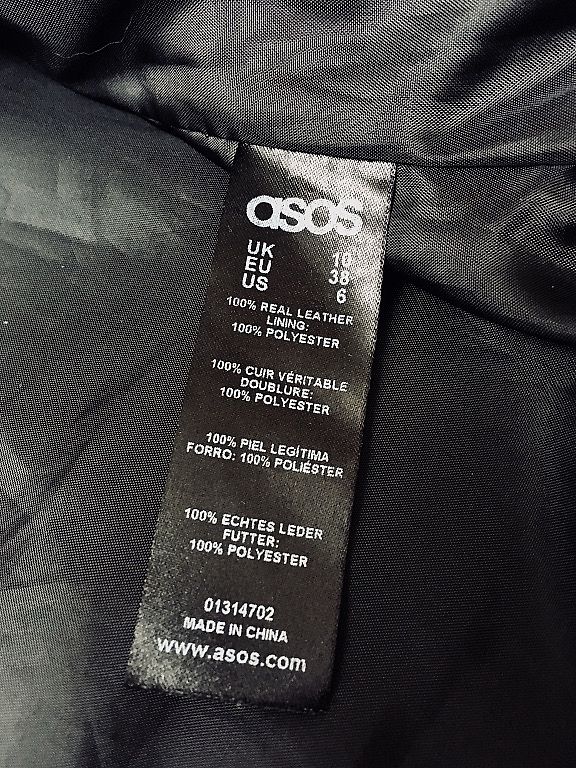 asos
UK 10
EU 38
US 6
100% REAL LEATHER
LINING:
100% POLYESTER
100% CUIR VÉRITABLE
DOUBLURE:
100% POLYESTER
100% PIEL LEGÍTIMA
FORRO: 100% POLIÉSTER
100% ECHTES LEDER
FUTTER:
100% POLYESTER
01314702
MADE IN CHINA
www.asos.com